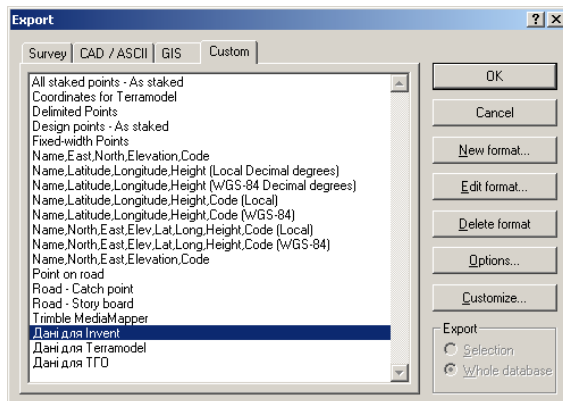 Export
Survey
CAD / ASCII
GIS
Custom
All staked points - As staked
Coordinates for Terramodel
Delimited Points
Design points - As staked
Fixed-width Points
Name,East,North,Elevation,Code
Name,Latitude,Longitude,Height (Local Decimal degrees)
Name,Latitude,Longitude,Height (WGS-84 Decimal degrees)
Name,Latitude,Longitude,Height,Code (Local)
Name,Latitude,Longitude,Height,Code (WGS-84)
Name,North,East,Elev,Lat,Long,Height,Code (Local)
Name,North,East,Elev,Lat,Long,Height,Code (WGS-84)
Name,North,East,Elevation,Code
Point on road
Road - Catch point
Road - Story board
Trimble MediaMapper
Дані для Invent
Дані для Terramodel
Дані для ТГО
OK
Cancel
New format...
Edit format...
Delete format
Options...
Customize...
Export
Selection
Whole database